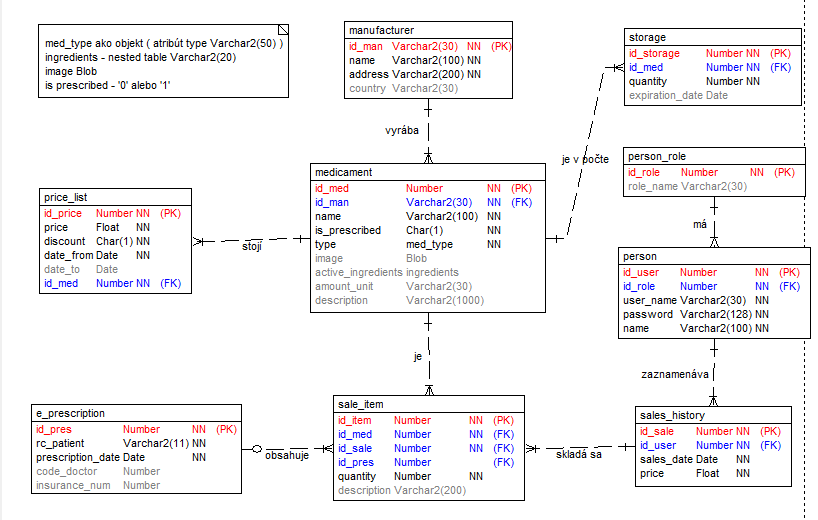 med_type ako objekt ( atribút type Varchar2(50) )
ingredients - nested table Varchar2(20)
image Blob
is prescribed - '0' alebo '1'
manufacturer
id_man Varchar2(30) NN (PK)
name Varchar2(100) NN
address Varchar2(200) NN
country Varchar2(30)
storage
id_storage Number NN (PK)
id_med Number NN (FK)
quantity Number NN
expiration_date Date
vyrába
je v počte
person_role
id_role Number NN (PK)
role_name Varchar2(30)
medicament
id_med Number NN (PK)
id_man Varchar2(30) NN (FK)
name Varchar2(100) NN
is_prescribed Char(1) NN
type med_type NN
image Blob
active_ingredients ingredients
amount_unit Varchar2(30)
description Varchar2(1000)
price_list
id_price Number NN (PK)
price Float NN
discount Char(1) NN
date_from Date NN
date_to Date
id_med Number NN (FK)
stojí
má
person
id_user Number NN (PK)
id_role Number NN (FK)
user_name Varchar2(30) NN
password Varchar2(128) NN
name Varchar2(100) NN
je
zaznamenáva
e_prescription
id_pres Number NN (PK)
rc_patient Varchar2(11) NN
prescription_date Date NN
code_doctor Number
insurance_num Number
obsahuje
sale_item
id_item Number NN (PK)
id_med Number NN (FK)
id_sale Number NN (FK)
id_pres Number (FK)
quantity Number NN
description Varchar2(200)
skladá sa
sales_history
id_sale Number NN (PK)
id_user Number NN (FK)
sales_date Date NN
price Float NN